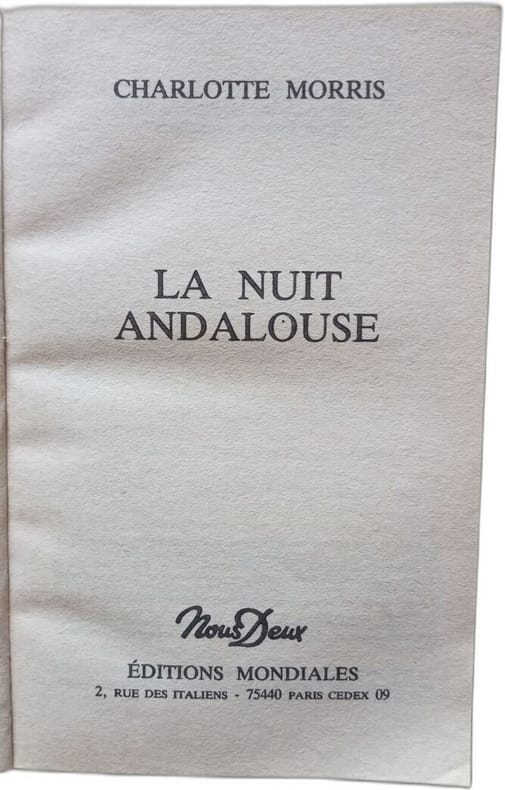 CHARLOTTE MORRIS
LA NUIT
ANDALOUSE
Nous Deux
ÉDITIONS MONDIALES
2, RUE DES ITALIENS - 75440 PARIS CEDEX 09